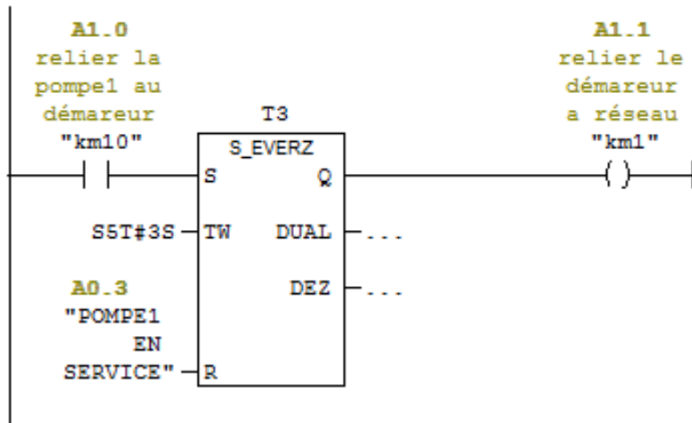 A1.0
relier la
pompe1 au
démareur
"km10"
A1.1
relier le
démareur
a réseau
"km1"
T3
S_EVERZ
S
Q
S5T#3S
TW
DUAL
...
A0.3
"POMPE1
EN
SERVICE"
DEZ
...
R